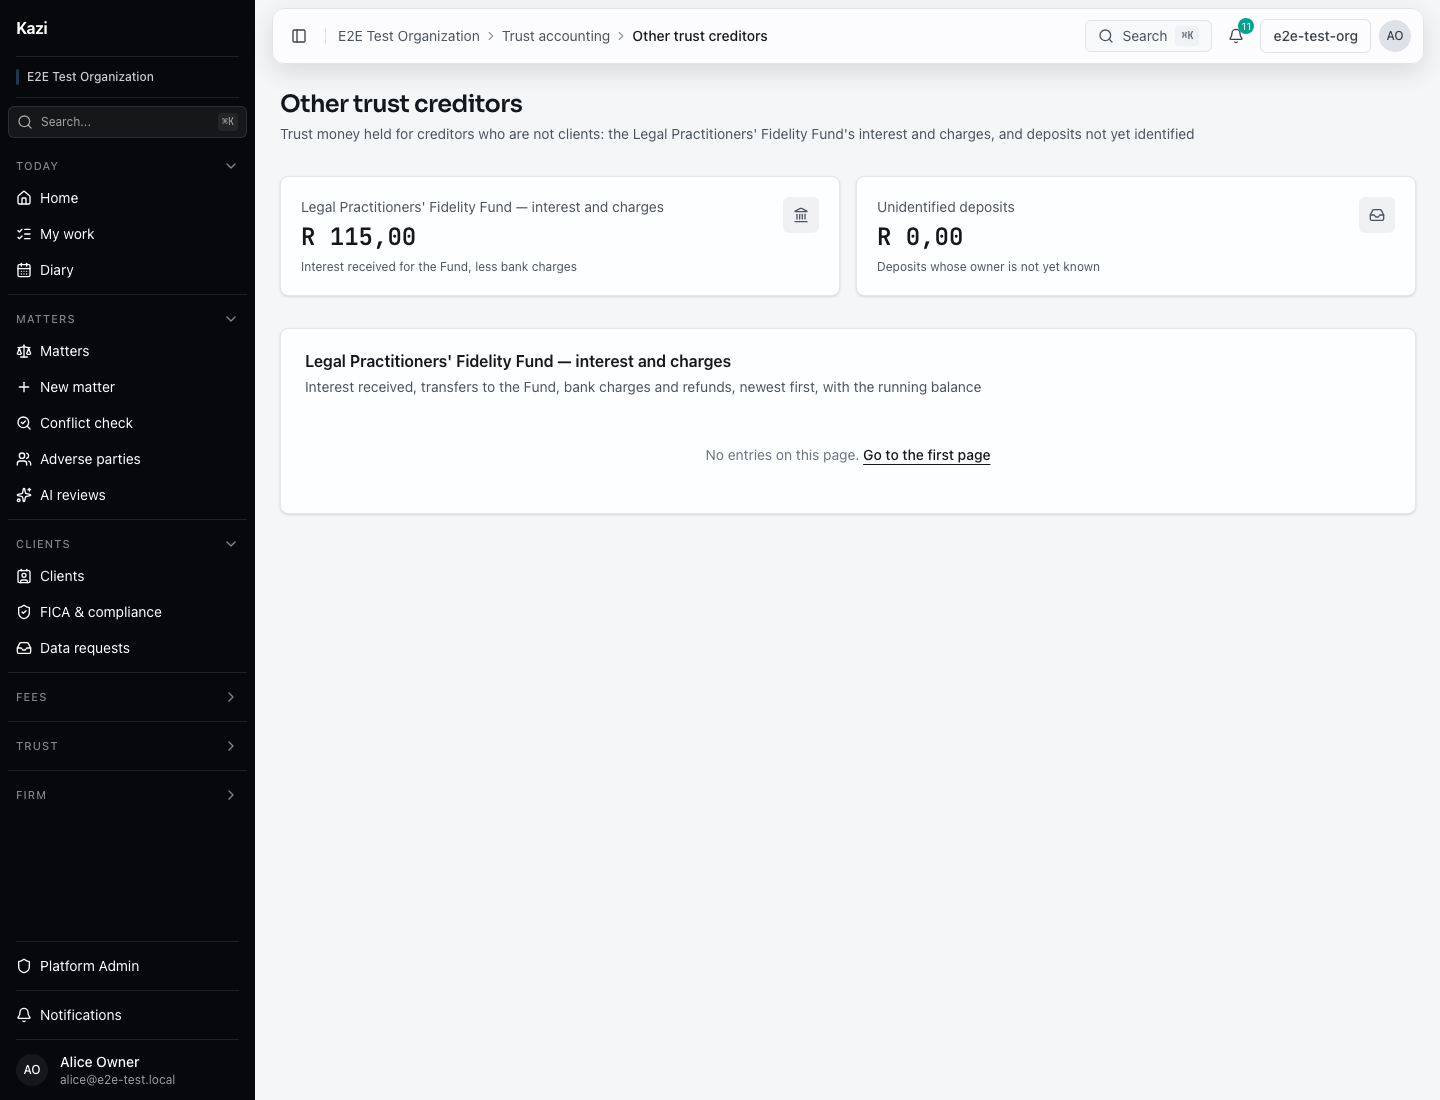 Kazi
E2E Test Organization
Search... ⌘K
TODAY
Home
My work
Diary
MATTERS
Matters
New matter
Conflict check
Adverse parties
AI reviews
CLIENTS
Clients
FICA & compliance
Data requests
FEES
TRUST
FIRM
Platform Admin
Notifications
AO
Alice Owner
alice@e2e-test.local
E2E Test Organization > Trust accounting > Other trust creditors
Search ⌘K
11
e2e-test-org
AO
Other trust creditors
Trust money held for creditors who are not clients: the Legal Practitioners' Fidelity Fund's interest and charges, and deposits not yet identified
Legal Practitioners' Fidelity Fund — interest and charges
R 115,00
Interest received for the Fund, less bank charges
Unidentified deposits
R 0,00
Deposits whose owner is not yet known
Legal Practitioners' Fidelity Fund — interest and charges
Interest received, transfers to the Fund, bank charges and refunds, newest first, with the running balance
No entries on this page. Go to the first page